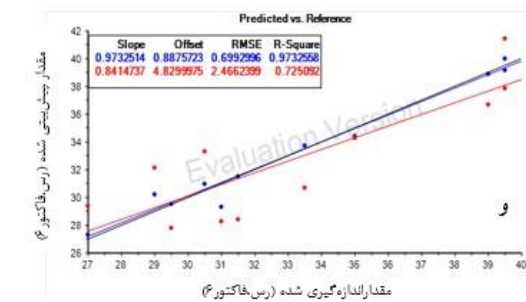 Predicted vs. Reference
Slope Offset RMSE R-Square
0.9732514 0.8875723 0.6992996 0.9732558
0.8414737 4.8299975 2.4662399 0.725092
42
40
38
36
34
32
30
28
26
مقدار پیش‌بینی شده (رس،فاکتور ۶)
Evaluation Version
و
27 28 29 30 31 32 33 34 35 36 37 38 39 40
مقداراندازه‌گیری شده (رس،فاکتور۶)